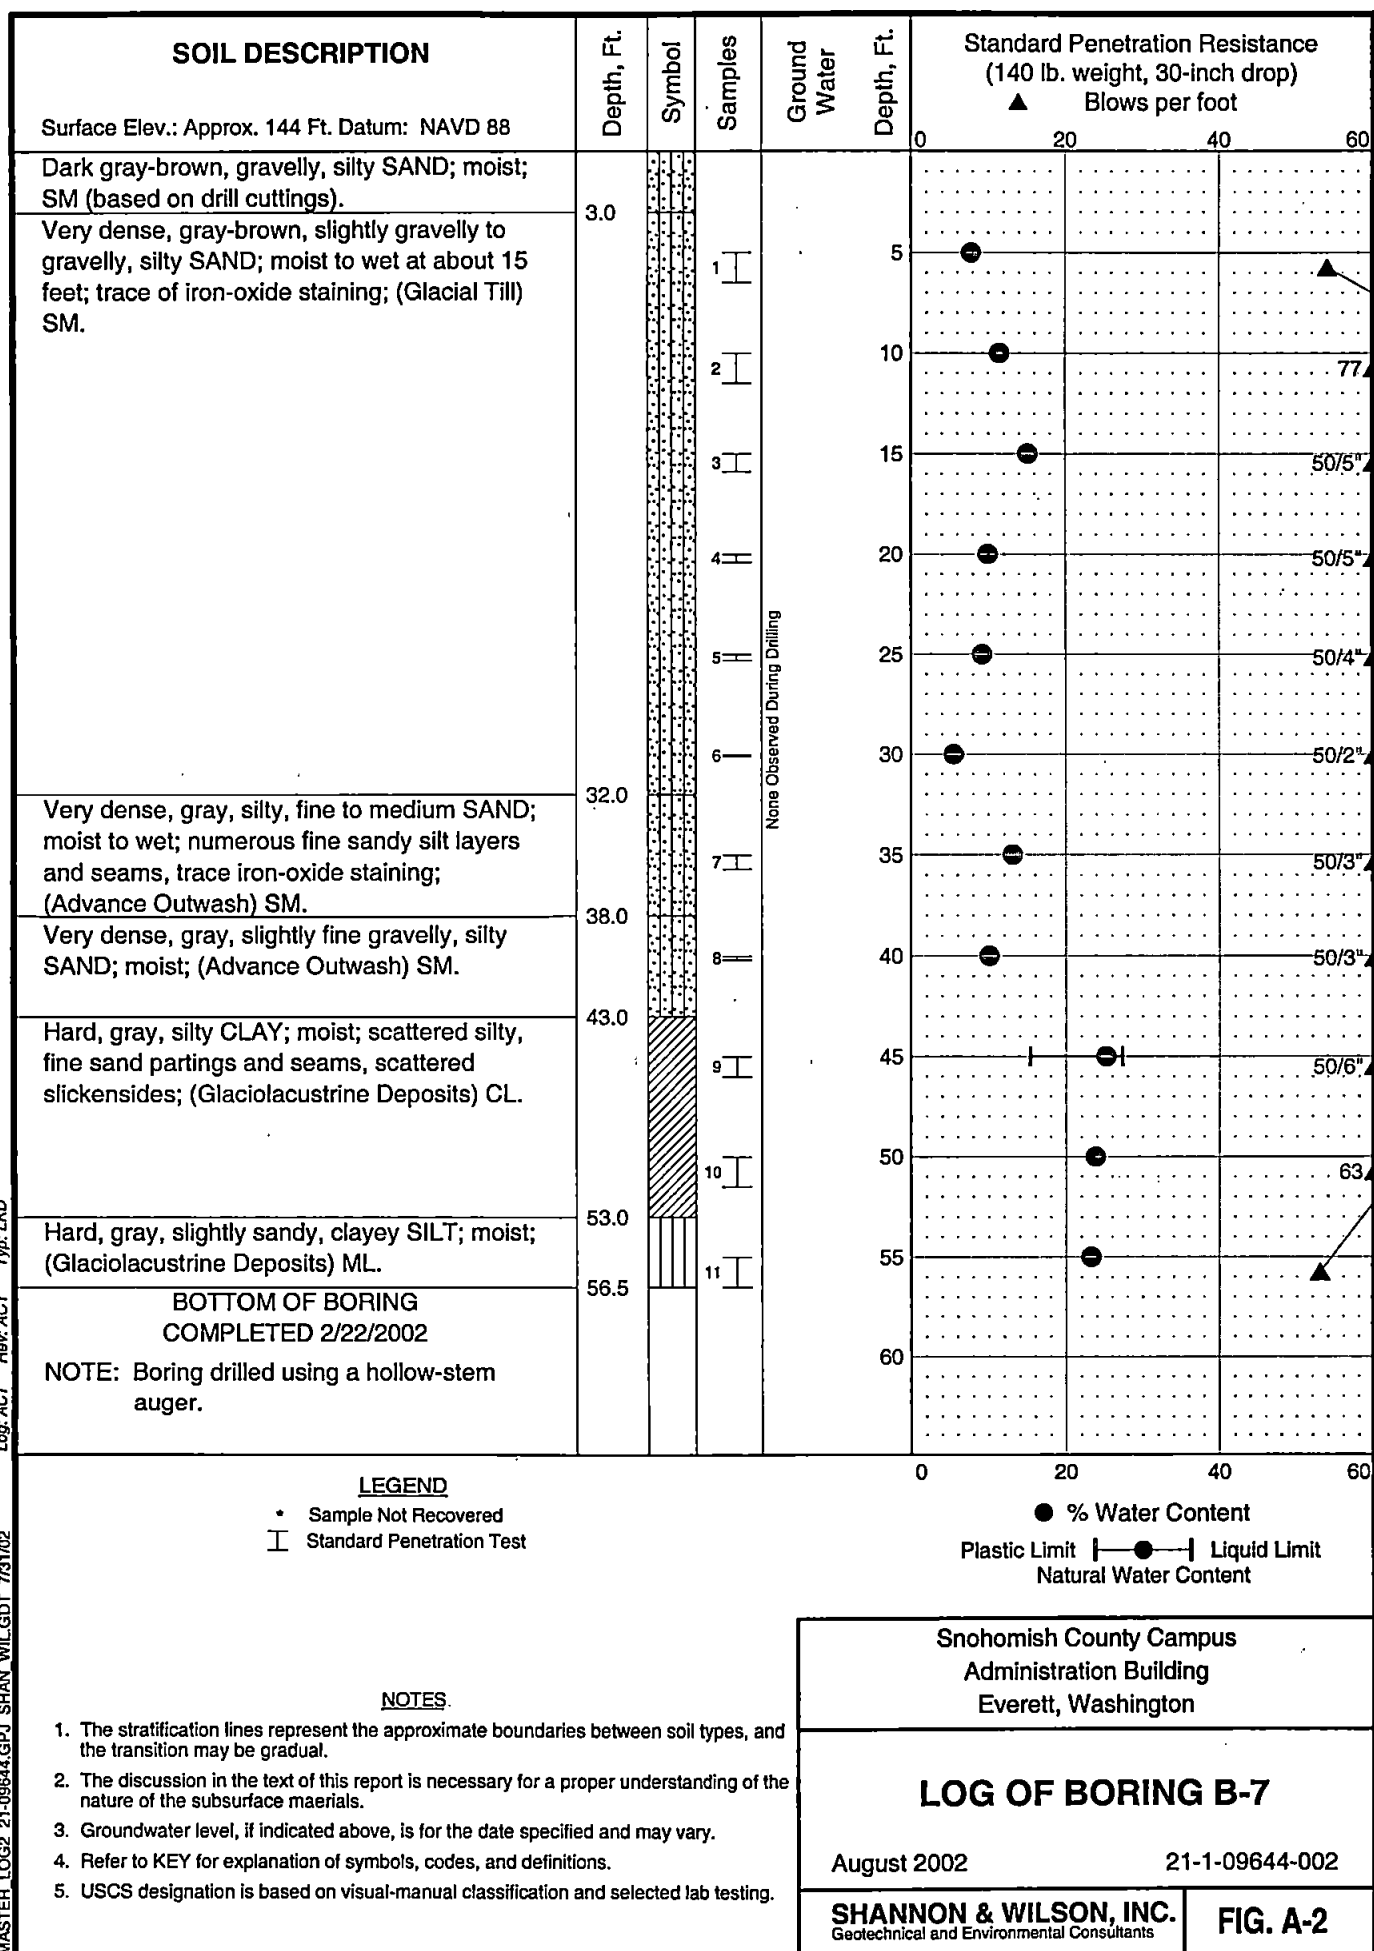 SOIL DESCRIPTION
Surface Elev.: Approx. 144 Ft. Datum: NAVD 88
Depth, Ft.
Symbol
Samples
Ground
Water
Depth, Ft.
Standard Penetration Resistance
(140 lb. weight, 30-inch drop)
▲ Blows per foot
0 20 40 60
Dark gray-brown, gravelly, silty SAND; moist;
SM (based on drill cuttings).
3.0
Very dense, gray-brown, slightly gravelly to
gravelly, silty SAND; moist to wet at about 15
feet; trace of iron-oxide staining; (Glacial Till)
SM.
1
5
2
10
77
3
15
50/5"
4
20
50/5"
5
25
50/4"
6
30
50/2"
None Observed During Drilling
32.0
Very dense, gray, silty, fine to medium SAND;
moist to wet; numerous fine sandy silt layers
and seams, trace iron-oxide staining;
(Advance Outwash) SM.
7
35
50/3"
38.0
Very dense, gray, slightly fine gravelly, silty
SAND; moist; (Advance Outwash) SM.
8
40
50/3"
43.0
Hard, gray, silty CLAY; moist; scattered silty,
fine sand partings and seams, scattered
slickensides; (Glaciolacustrine Deposits) CL.
9
45
50/6"
10
50
63
53.0
Hard, gray, slightly sandy, clayey SILT; moist;
(Glaciolacustrine Deposits) ML.
11
55
56.5
BOTTOM OF BORING
COMPLETED 2/22/2002
NOTE: Boring drilled using a hollow-stem
auger.
60
0 20 40 60
LEGEND
* Sample Not Recovered
Standard Penetration Test
● % Water Content
Plastic Limit Liquid Limit
Natural Water Content
NOTES
1. The stratification lines represent the approximate boundaries between soil types, and
the transition may be gradual.
2. The discussion in the text of this report is necessary for a proper understanding of the
nature of the subsurface maerials.
3. Groundwater level, if indicated above, is for the date specified and may vary.
4. Refer to KEY for explanation of symbols, codes, and definitions.
5. USCS designation is based on visual-manual classification and selected lab testing.
Snohomish County Campus
Administration Building
Everett, Washington
LOG OF BORING B-7
August 2002 21-1-09644-002
SHANNON & WILSON, INC.
Geotechnical and Environmental Consultants
FIG. A-2
MASTER_LOG2 21-09644.GPJ SHAN_WIL.GDT 7/31/02
Log: ACT Rev: ACT Typ: LKD